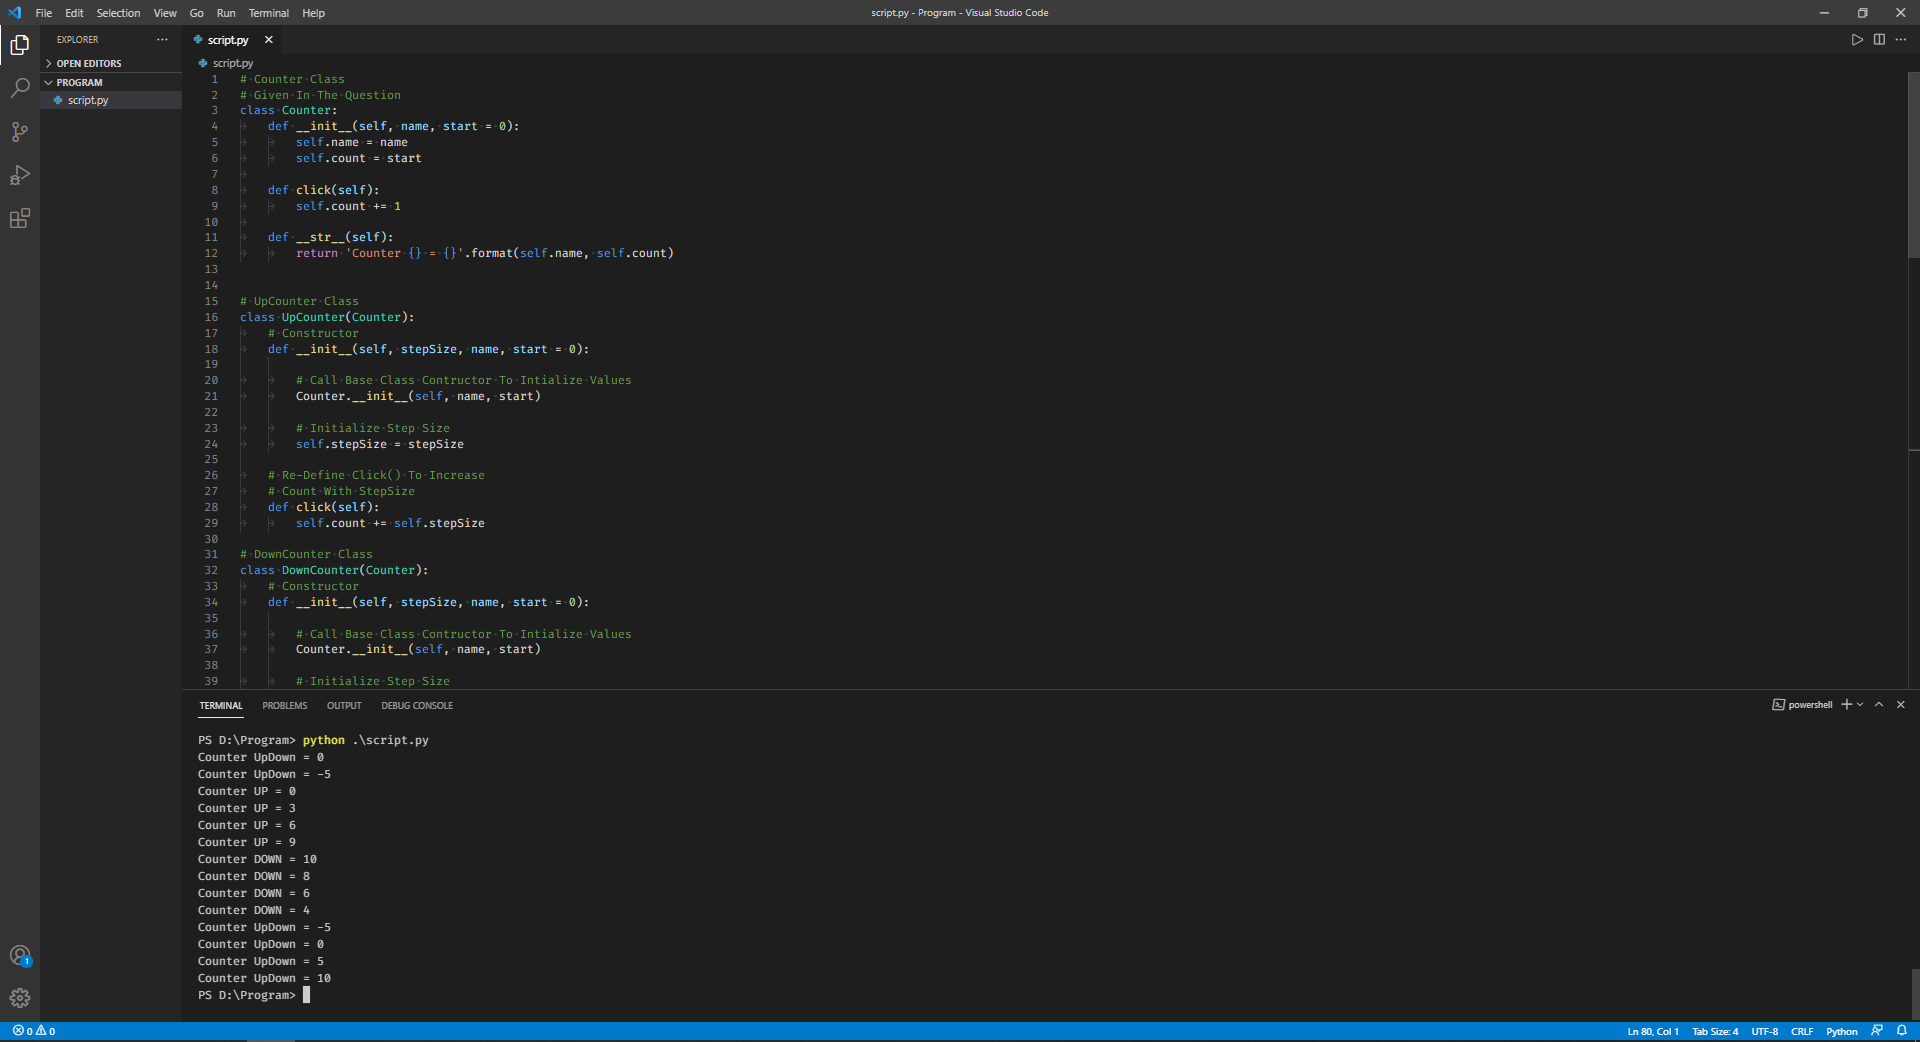 File Edit Selection View Go Run Terminal Help
script.py - Program - Visual Studio Code
EXPLORER
OPEN EDITORS
PROGRAM
script.py
script.py
script.py
1 # Counter Class
2 # Given In The Question
3 class Counter:
4 def __init__(self, name, start = 0):
5 self.name = name
6 self.count = start
7
8 def click(self):
9 self.count += 1
10
11 def __str__(self):
12 return 'Counter {} = {}'.format(self.name, self.count)
13
14
15 # UpCounter Class
16 class UpCounter(Counter):
17 # Constructor
18 def __init__(self, stepSize, name, start = 0):
19
20 # Call Base Class Contructor To Intialize Values
21 Counter.__init__(self, name, start)
22
23 # Initialize Step Size
24 self.stepSize = stepSize
25
26 # Re-Define Click() To Increase
27 # Count With StepSize
28 def click(self):
29 self.count += self.stepSize
30
31 # DownCounter Class
32 class DownCounter(Counter):
33 # Constructor
34 def __init__(self, stepSize, name, start = 0):
35
36 # Call Base Class Contructor To Intialize Values
37 Counter.__init__(self, name, start)
38
39 # Initialize Step Size
TERMINAL PROBLEMS OUTPUT DEBUG CONSOLE
powershell
PS D:\Program> python .\script.py
Counter UpDown = 0
Counter UpDown = -5
Counter UP = 0
Counter UP = 3
Counter UP = 6
Counter UP = 9
Counter DOWN = 10
Counter DOWN = 8
Counter DOWN = 6
Counter DOWN = 4
Counter UpDown = -5
Counter UpDown = 0
Counter UpDown = 5
Counter UpDown = 10
PS D:\Program>
1
0 0
Ln 80, Col 1 Tab Size: 4 UTF-8 CRLF Python